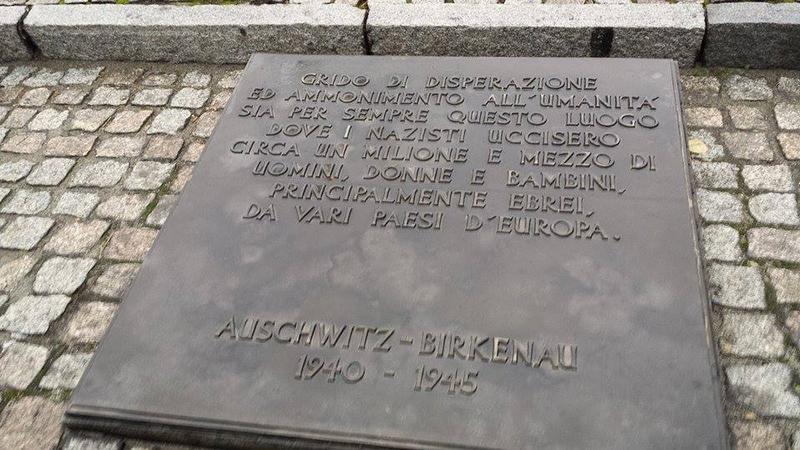 GRIDO DI DISPERAZIONE
ED AMMONIMENTO ALL'UMANITA'
SIA PER SEMPRE QUESTO LUOGO
DOVE I NAZISTI UCCISERO
CIRCA UN MILIONE E MEZZO DI
UOMINI, DONNE E BAMBINI,
PRINCIPALMENTE EBREI,
DA VARI PAESI D'EUROPA.
AUSCHWITZ-BIRKENAU
1940 - 1945